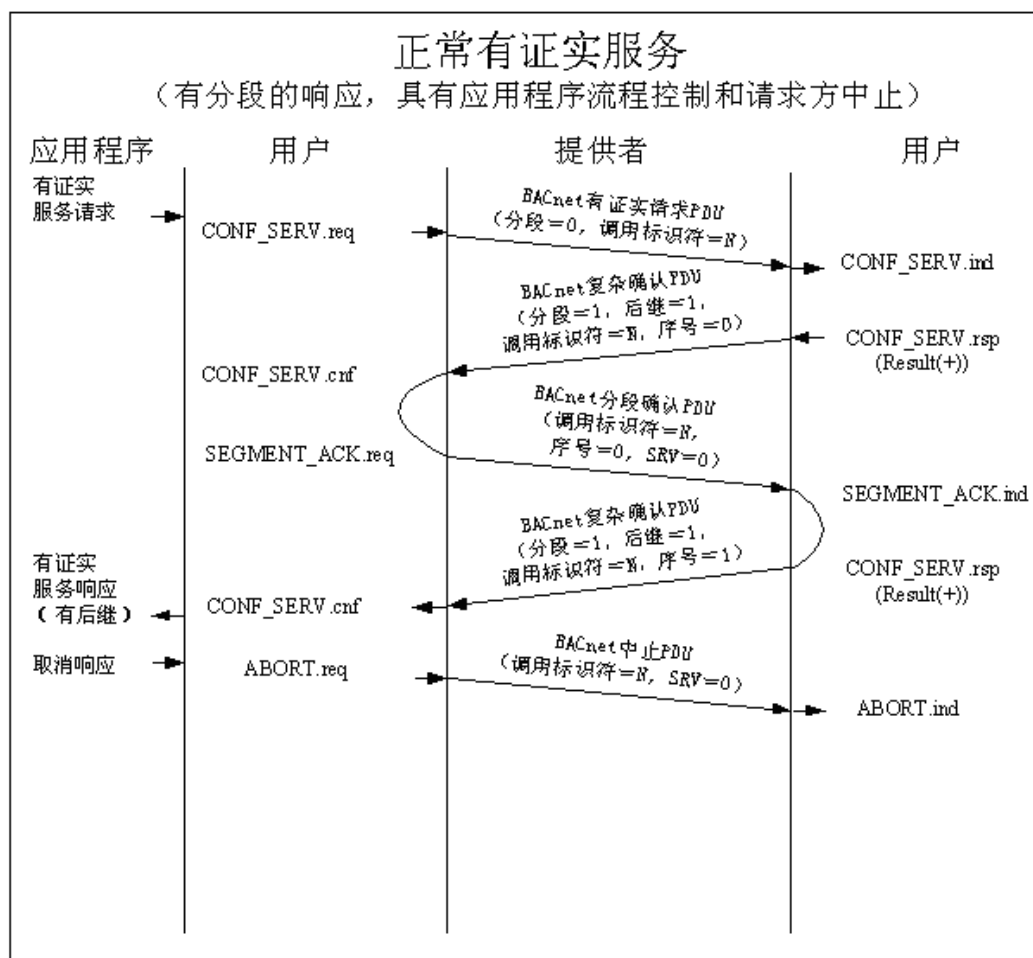 正常有证实服务
（有分段的响应，具有应用程序流程控制和请求方中止）
应用程序 用户 提供者 用户
有证实
服务请求
CONF_SERV.req
BACnet有证实请求PDU
（分段=0，调用标识符=N）
CONF_SERV.ind
BACnet复杂确认PDU
（分段=1，后继=1，
调用标识符=N，序号=0）
CONF_SERV.rsp
(Result(+))
CONF_SERV.cnf
BACnet分段确认PDU
（调用标识符=N，
序号=0，SRV=0）
SEGMENT_ACK.req
SEGMENT_ACK.ind
BACnet复杂确认PDU
（分段=1，后继=1，
调用标识符=N，序号=1）
CONF_SERV.rsp
(Result(+))
有证实
服务响应
（有后继）
CONF_SERV.cnf
取消响应
ABORT.req
BACnet中止PDU
（调用标识符=N，SRV=0）
ABORT.ind